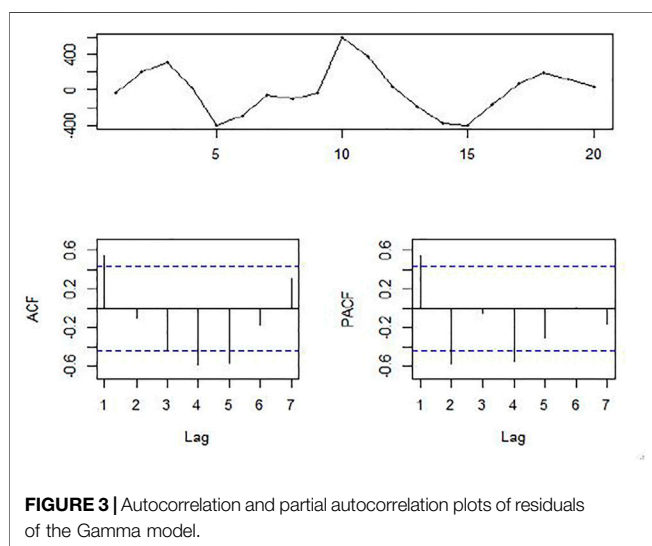 400
0
-400
5
10
15
20
0.6
0.2
-0.2
-0.6
ACF
1 2 3 4 5 6 7
Lag
0.6
0.2
-0.2
-0.6
PACF
1 2 3 4 5 6 7
Lag
FIGURE 3 | Autocorrelation and partial autocorrelation plots of residuals
of the Gamma model.